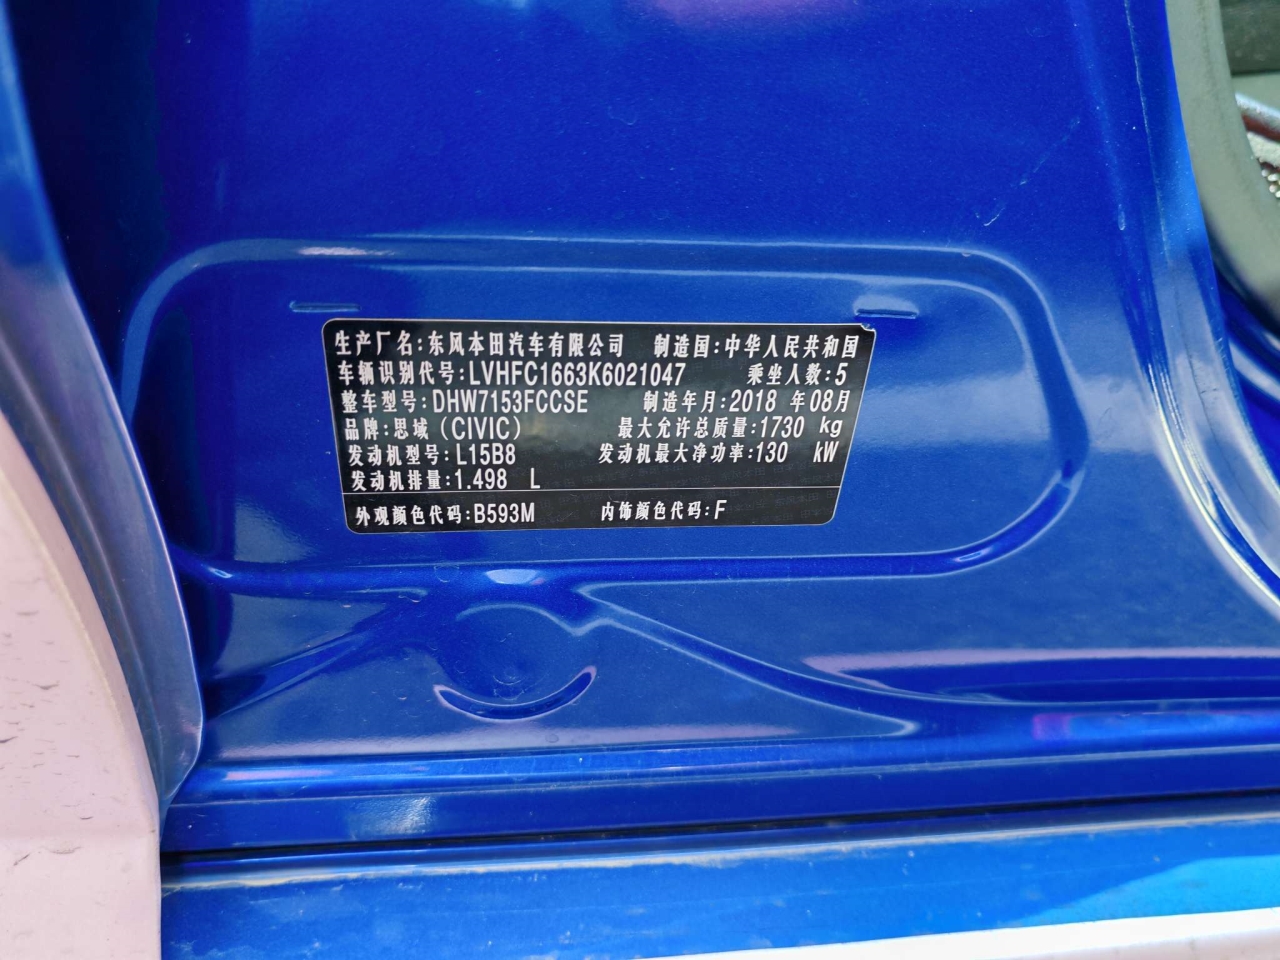 生产厂名:东风本田汽车有限公司 制造国:中华人民共和国
车辆识别代号:LVHFC1663K6021047 乘坐人数:5
整车型号:DHW7153FCCSE 制造年月:2018 年08月
品牌:思域(CIVIC) 最大允许总质量:1730 kg
发动机型号:L15B8 发动机最大净功率:130 kW
发动机排量:1.498 L
外观颜色代码:B593M 内饰颜色代码:F